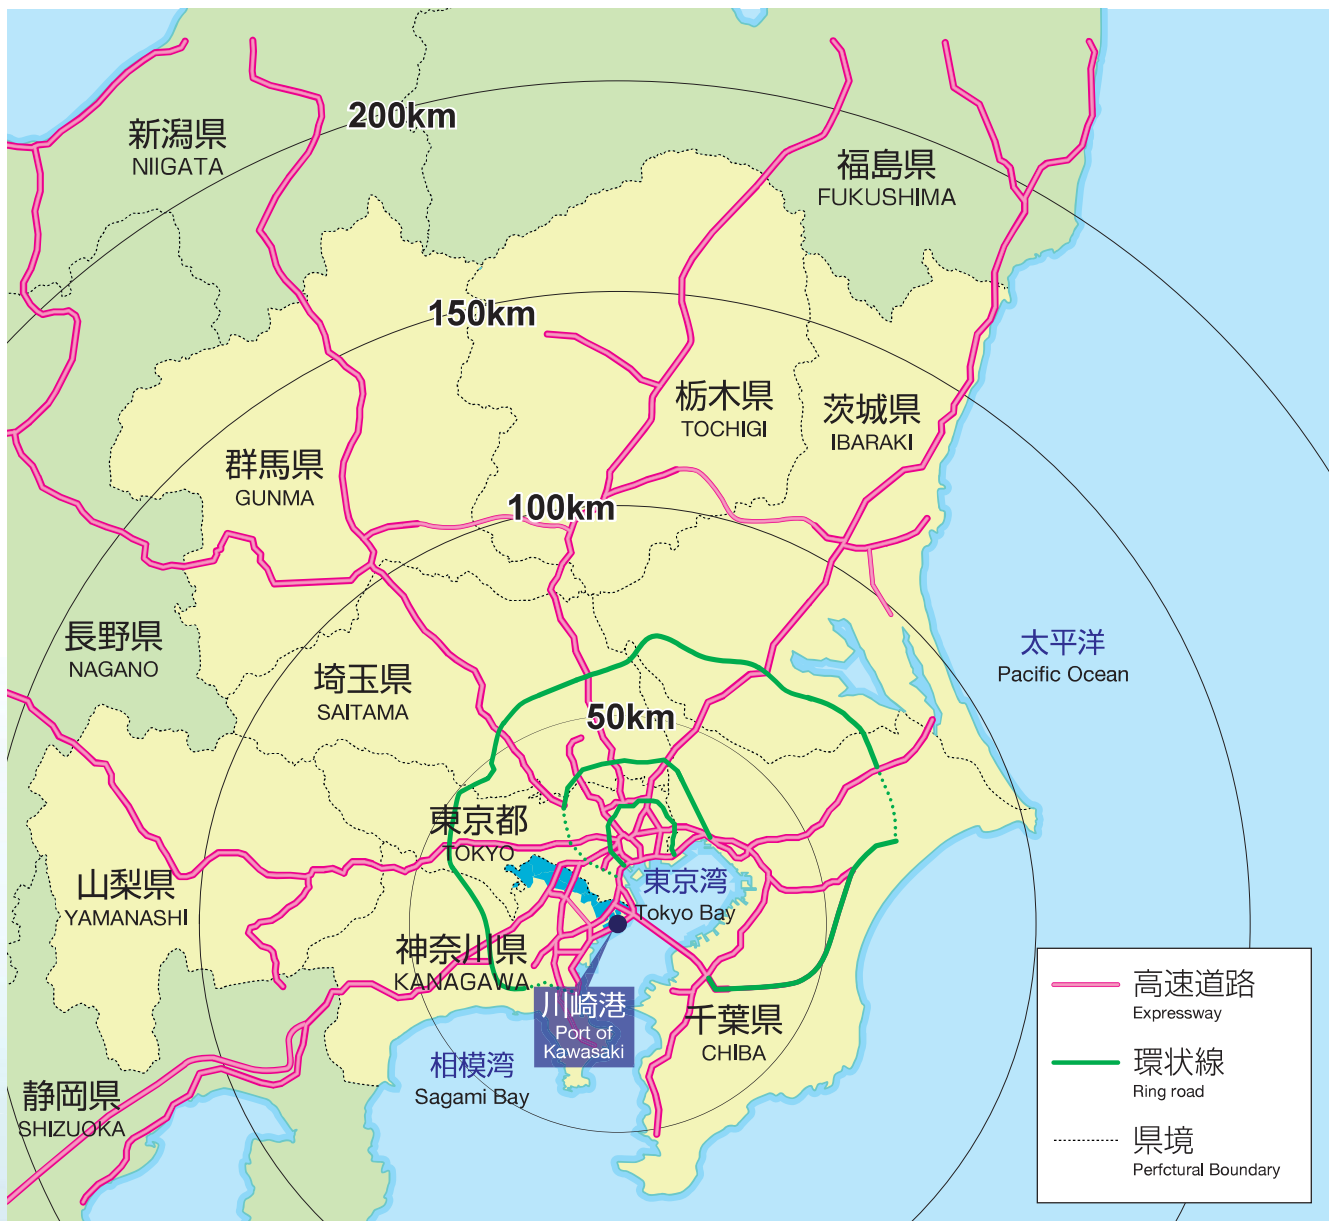 200km
新潟県
NIIGATA
福島県
FUKUSHIMA
150km
栃木県
TOCHIGI
茨城県
IBARAKI
群馬県
GUNMA
100km
長野県
NAGANO
埼玉県
SAITAMA
太平洋
Pacific Ocean
50km
東京都
TOKYO
山梨県
YAMANASHI
東京湾
Tokyo Bay
神奈川県
KANAGAWA
川崎港
Port of
Kawasaki
千葉県
CHIBA
相模湾
Sagami Bay
静岡県
SHIZUOKA
高速道路
Expressway
環状線
Ring road
県境
Perfctural Boundary